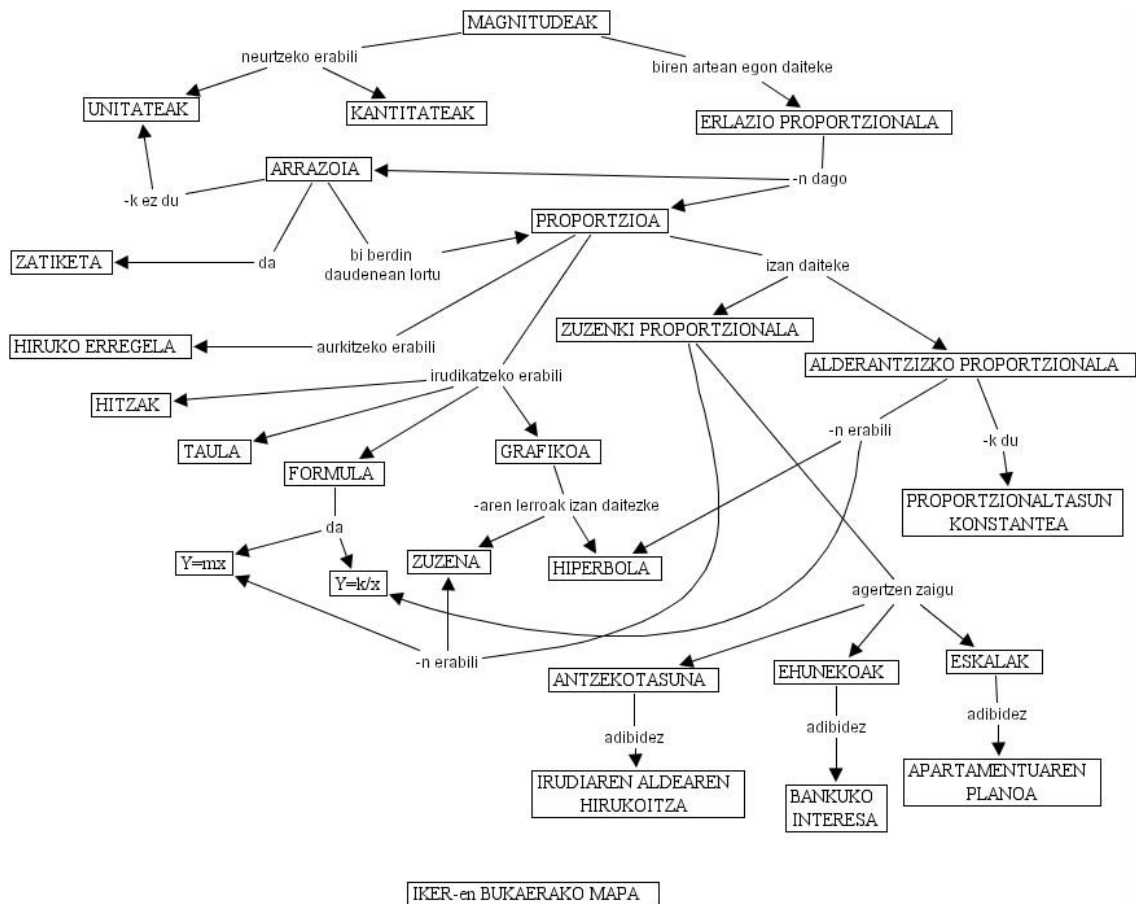 MAGNITUDEAK
neurtzeko erabili
biren artean egon daiteke
UNITATEAK
KANTITATEAK
ERLAZIO PROPORTZIONALA
ARRAZOIA
-n dago
-k ez du
PROPORTZIOA
ZATIKETA
da
bi berdin
daudenean lortu
izan daiteke
ZUZENKI PROPORTZIONALA
HIRUKO ERREGELA
aurkitzeko erabili
ALDERANTZIZKO PROPORTZIONALA
irudikatzeko erabili
HITZAK
-n erabili
-k du
TAULA
GRAFIKOA
FORMULA
PROPORTZIONALTASUN
KONSTANTEA
-aren lerroak izan daitezke
da
ZUZENA
HIPERBOLA
Y=mx
Y=k/x
agertzen zaigu
-n erabili
ANTZEKOTASUNA
EHUNEKOAK
ESKALAK
adibidez
adibidez
adibidez
IRUDIAREN ALDEAREN
HIRUKOITZA
BANKUKO
INTERESA
APARTAMENTUAREN
PLANOA
IKER-en BUKAERAKO MAPA